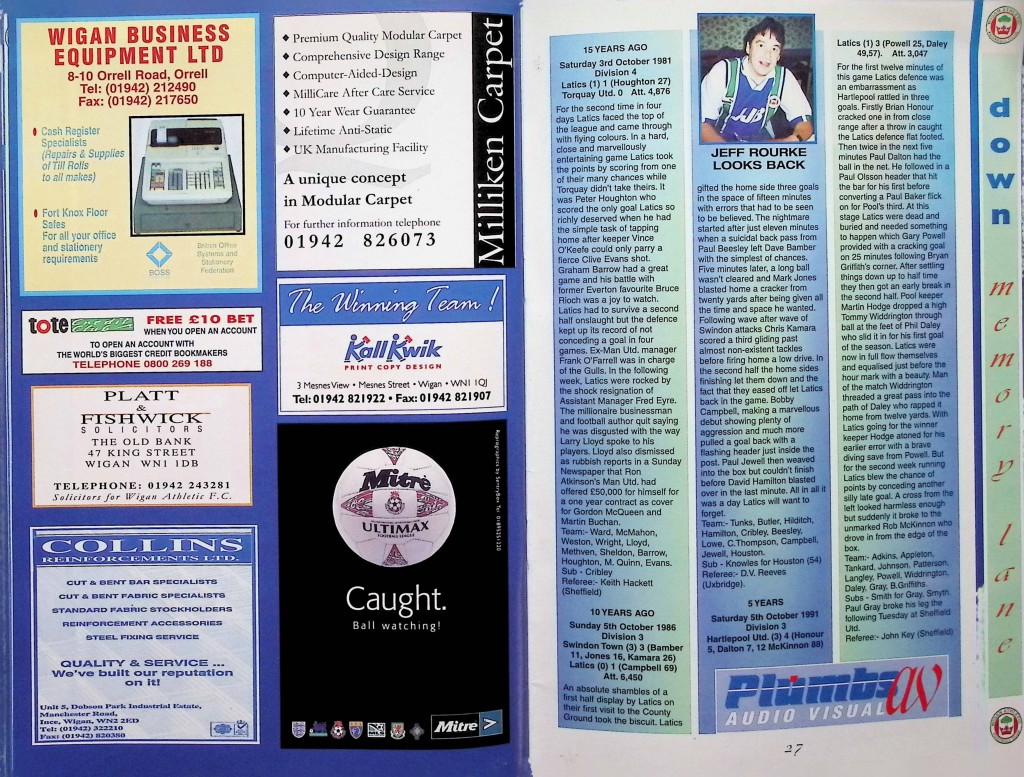 WIGAN BUSINESS
EQUIPMENT LTD
8-10 Orrell Road, Orrell
Tel: (01942) 212490
Fax: (01942) 217650
Cash Register
Specialists
(Repairs & Supplies
of Till Rolls
to all makes)
Fort Knox Floor
Sales
For all your office
and stationery
requirements
BOSS
British Office
Systems and
Stationery
Federation
tote
FREE £10 BET
WHEN YOU OPEN AN ACCOUNT
TO OPEN AN ACCOUNT WITH
THE WORLD'S BIGGEST CREDIT BOOKMAKERS
TELEPHONE 0800 269 188
PLATT
&
FISHWICK
SOLICITORS
THE OLD BANK
47 KING STREET
WIGAN WN1 1DB
TELEPHONE: 01942 243281
Solicitors for Wigan Athletic F.C.
COLLINS
REINFORCEMENTS LTD.
CUT & BENT BAR SPECIALISTS
CUT & BENT FABRIC SPECIALISTS
STANDARD FABRIC STOCKHOLDERS
REINFORCEMENT ACCESSORIES
STEEL FIXING SERVICE
QUALITY & SERVICE ...
We've built our reputation
on it!
Unit 5, Dobson Park Industrial Estate,
Manchester Road,
Ince, Wigan, WN2 2ED
Tel: (01942) 322210
Fax: (01942) 820380
Premium Quality Modular Carpet
Comprehensive Design Range
Computer-Aided-Design
MilliCare After Care Service
10 Year Wear Guarantee
Lifetime Anti-Static
UK Manufacturing Facility
A unique concept
in Modular Carpet
For further information telephone
01942 826073
Milliken Carpet
The Winning Team !
Kall Kwik
PRINT COPY DESIGN
3 Mesnes View • Mesnes Street • Wigan • WN1 1QJ
Tel: 01942 821922 • Fax: 01942 821907
Mitre
ULTIMAX
FOOTBALL LEAGUE
Caught.
Ball watching!
Mitre
15 YEARS AGO
Saturday 3rd October 1981
Division 4
Latics (1) 1 (Houghton 27)
Torquay Utd. 0 Att. 4,876
For the second time in four
days Latics faced the top of
the league and came through
with flying colours. In a hard,
close and marvellously
entertaining game Latics took
the points by scoring from one
of their many chances while
Torquay didn't take theirs. It
was Peter Houghton who
scored the only goal Latics so
richly deserved when he had
the simple task of tapping
home after keeper Vince
O'Keefe could only parry a
fierce Clive Evans shot.
Graham Barrow had a great
game and his battle with
former Everton favourite Bruce
Rioch was a joy to watch.
Latics had to survive a second
half onslaught but the defence
kept up its record of not
conceding a goal in four
games. Ex-Man Utd. manager
Frank O'Farrell was in charge
of the Gulls. In the following
week, Latics were rocked by
the shock resignation of
Assistant Manager Fred Eyre.
The millionaire businessman
and football author quit saying
he was disgusted with the way
Larry Lloyd spoke to his
players. Lloyd also dismissed
as rubbish reports in a Sunday
Newspaper that Ron
Atkinson's Man Utd. had
offered £50,000 for himself for
a one year contract as cover
for Gordon McQueen and
Martin Buchan.
Team:- Ward, McMahon,
Weston, Wright, Lloyd,
Methven, Sheldon, Barrow,
Houghton, M. Quinn, Evans.
Sub - Cribley
Referee:- Keith Hackett
(Sheffield)
10 YEARS AGO
Sunday 5th October 1986
Division 3
Swindon Town (3) 3 (Bamber
11, Jones 16, Kamara 26)
Latics (0) 1 (Campbell 69)
Att. 6,450
An absolute shambles of a
first half display by Latics on
their first visit to the County
Ground took the biscuit. Latics
JEFF ROURKE
LOOKS BACK
gifted the home side three goals
in the space of fifteen minutes
with errors that had to be seen
to be believed. The nightmare
started after just eleven minutes
when a suicidal back pass from
Paul Beesley left Dave Bamber
with the simplest of chances.
Five minutes later, a long ball
wasn't cleared and Mark Jones
blasted home a cracker from
twenty yards after being given all
the time and space he wanted.
Following wave after wave of
Swindon attacks Chris Kamara
scored a third gliding past
almost non-existent tackles
before firing home a low drive. In
the second half the home sides
finishing let them down and the
fact that they eased off let Latics
back in the game. Bobby
Campbell, making a marvellous
debut showing plenty of
aggression and much more
pulled a goal back with a
flashing header just inside the
post. Paul Jewell then weaved
into the box but couldn't finish
before David Hamilton blasted
over in the last minute. All in all it
was a day Latics will want to
forget.
Team:- Tunks, Butler, Hilditch,
Hamilton, Cribley, Beesley,
Lowe, C.Thompson, Campbell,
Jewell, Houston.
Sub - Knowles for Houston (54)
Referee:- D.V. Reeves
(Uxbridge).
5 YEARS
Saturday 5th October 1991
Division 3
Hartlepool Utd. (3) 4 (Honour
5, Dalton 7, 12 McKinnon 88)
Latics (1) 3 (Powell 25, Daley
49,57). Att. 3,047
For the first twelve minutes of
this game Latics defence was
an embarrassment as
Hartlepool rattled in three
goals. Firstly Brian Honour
cracked one in from close
range after a throw in caught
the Latics defence flat footed.
Then twice in the next five
minutes Paul Dalton had the
ball in the net. He followed in a
Paul Olsson header that hit
the bar for his first before
converting a Paul Baker flick
on for Pool's third. At this
stage Latics were dead and
buried and needed something
to happen which Gary Powell
provided with a cracking goal
on 25 minutes following Bryan
Griffith's corner. After settling
things down up to half time
they then got an early break in
the second half. Pool keeper
Martin Hodge dropped a high
Tommy Widdrington through
ball at the feet of Phil Daley
who slid it in for his first goal
of the season. Latics were
now in full flow themselves
and equalised just before the
hour mark with a beauty. Man
of the match Widdrington
threaded a great pass into the
path of Daley who rapped it
home from twelve yards. With
Latics going for the winner
keeper Hodge atoned for his
earlier error with a brave
diving save from Powell. But
for the second week running
Latics blew the chance of
points by conceding another
silly late goal. A cross from the
left looked harmless enough
but suddenly it broke to the
unmarked Rob McKinnon who
drove in from the edge of the
box.
Team:- Adkins, Appleton,
Tankard, Johnson, Patterson,
Langley, Powell, Widdrington,
Daley, Gray, B.Griffiths.
Subs - Smith for Gray, Smyth.
Paul Gray broke his leg the
following Tuesday at Sheffield
Utd.
Referee:- John Key (Sheffield)
Plumbs AV
AUDIO VISUAL
27
down memory lane